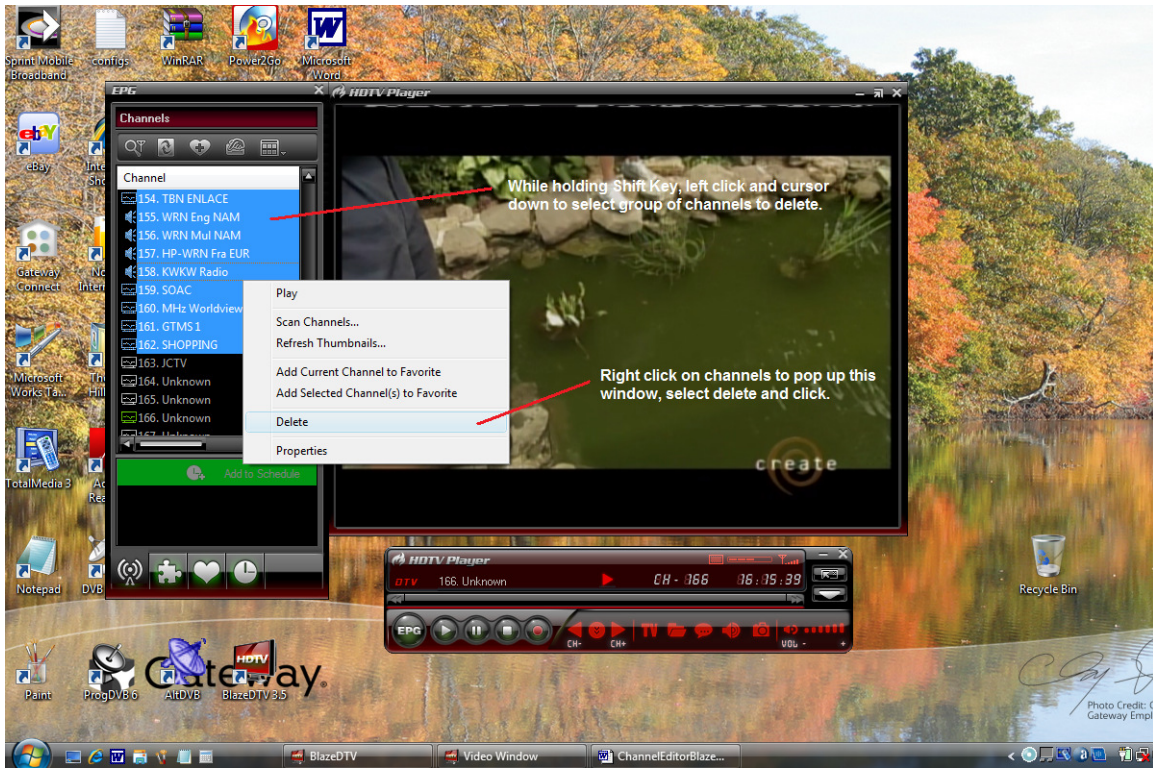 Sprint Mobile
Broadband
configs
WinRAR
Power2Go
Microsoft
Word
eBay
Gateway
Connect
Microsoft
Works Ta...
TotalMedia 3
Notepad
DVB
Paint
ProgDVB 6
AltDVB
BlazeDTV 3.5
HDTV
Gateway
EPG
Channels
Channel
154. TBN ENLACE
155. WRN Eng NAM
156. WRN Mul NAM
157. HP-WRN Fra EUR
158. KWKW Radio
159. SOAC
160. MHz Worldview
161. GTMS 1
162. SHOPPING
163. JCTV
164. Unknown
165. Unknown
166. Unknown
167. Unknown
Add to Schedule
Play
Scan Channels...
Refresh Thumbnails...
Add Current Channel to Favorite
Add Selected Channel(s) to Favorite
Delete
Properties
HDTV Player
While holding Shift Key, left click and cursor
down to select group of channels to delete.
Right click on channels to pop up this
window, select delete and click.
create
HDTV Player
DTV
166. Unknown
CH - 166
16:15:39
EPG
CH-
CH+
TV
VOL - +
Recycle Bin
Photo Credit:
Gateway Empl
BlazeDTV
Video Window
ChannelEditorBlaze...